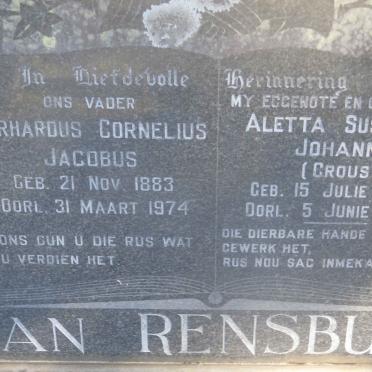 In Liefdevolle Herinnering
ONS VADER
RHARDUS CORNELIUS
JACOBUS
GEB. 21 NOV. 1883
OORL. 31 MAART 1974
ONS GUN U DIE RUS WAT
U VERDIEN HET.
MY EGGENOTE EN
ALETTA SUS
JOHANN
(CROUS
GEB. 15 JULIE
OORL. 5 JUNIE
DIE DIERBARE HANDE
GEWERK HET,
RUS NOU SAG INMEKA
AN RENSBU